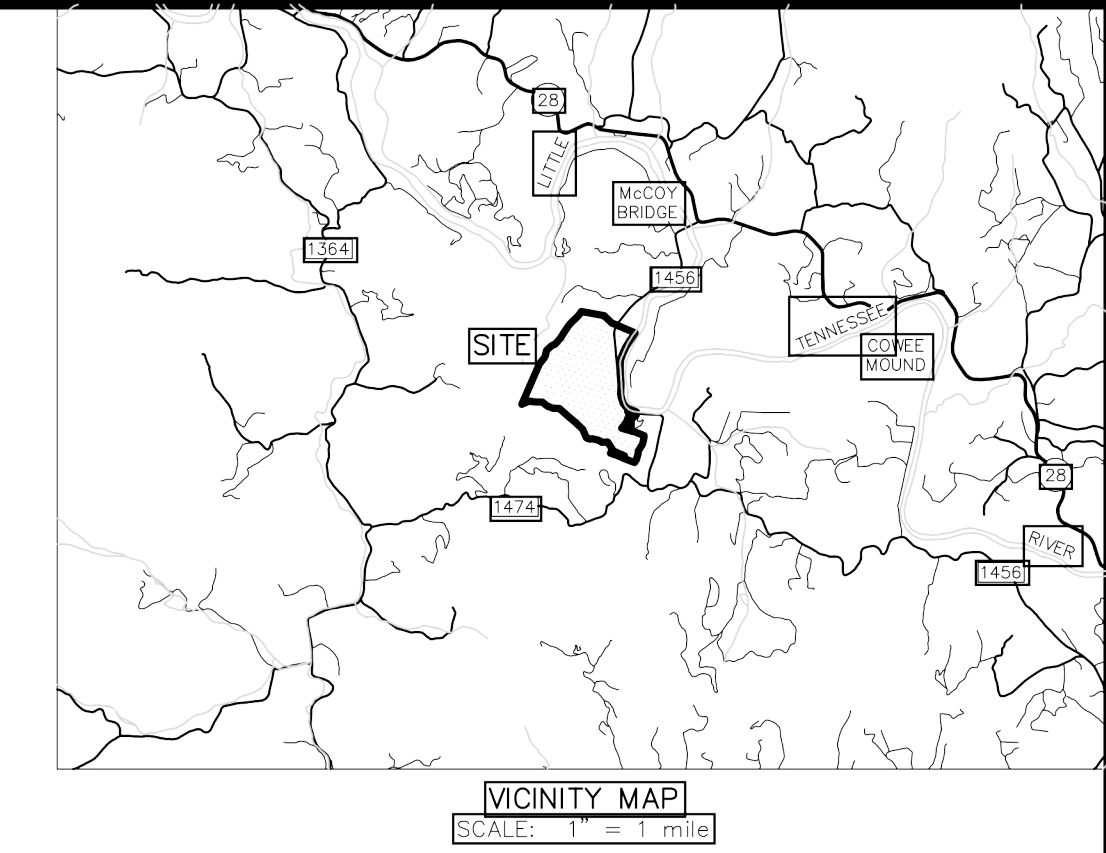 28
LITTLE
McCOY
BRIDGE
1364
1456
TENNESSEE
SITE
COWEE
MOUND
28
1474
RIVER
1456
VICINITY MAP
SCALE: 1" = 1 mile